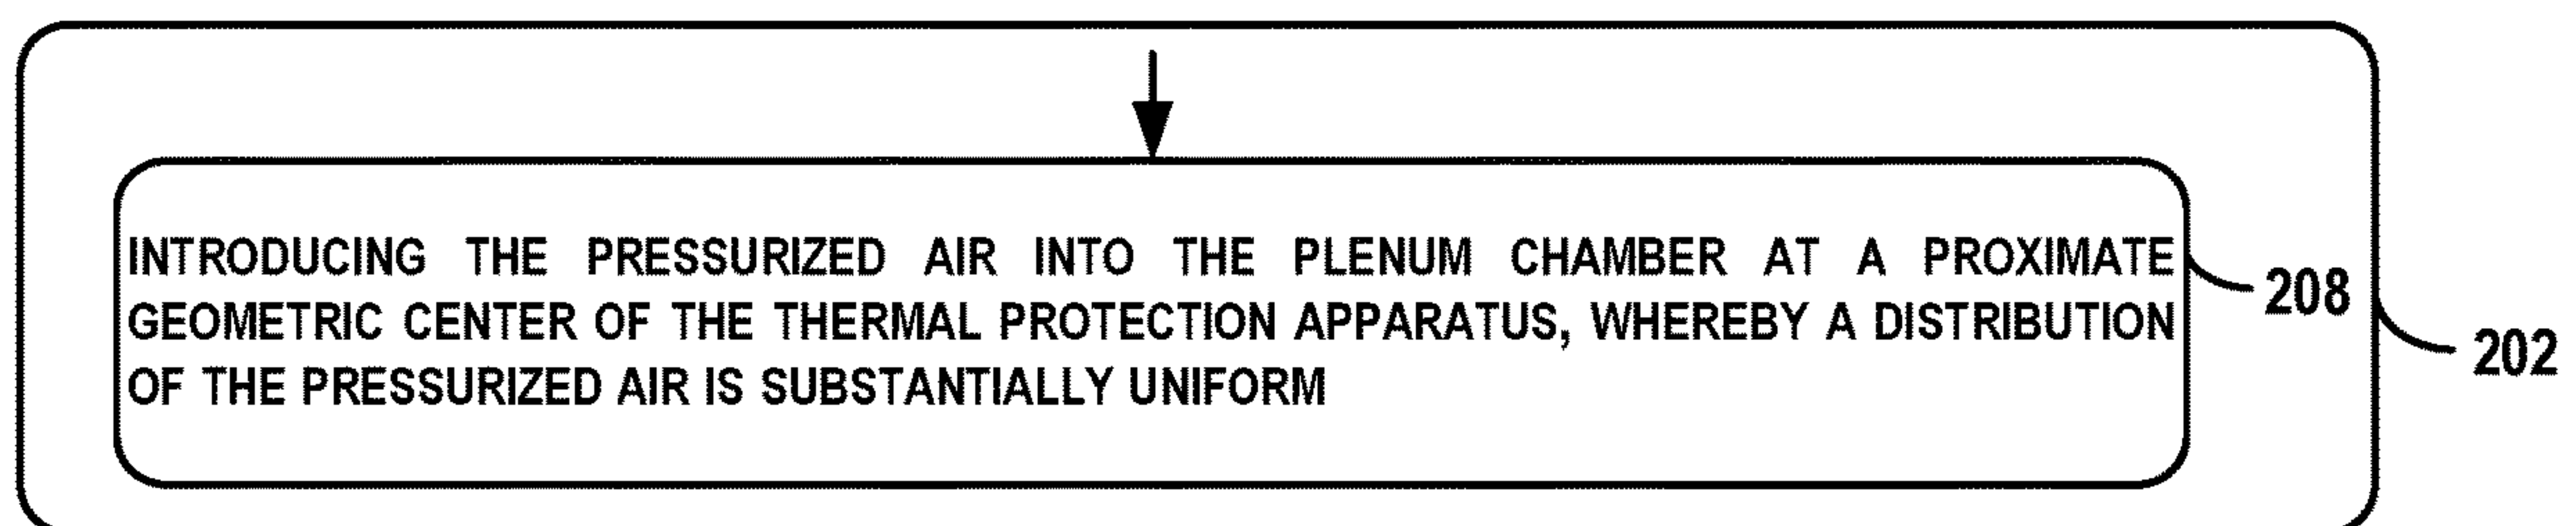 INTRODUCING THE PRESSURIZED AIR INTO THE PLENUM CHAMBER AT A PROXIMATE
GEOMETRIC CENTER OF THE THERMAL PROTECTION APPARATUS, WHEREBY A DISTRIBUTION
OF THE PRESSURIZED AIR IS SUBSTANTIALLY UNIFORM
208
202